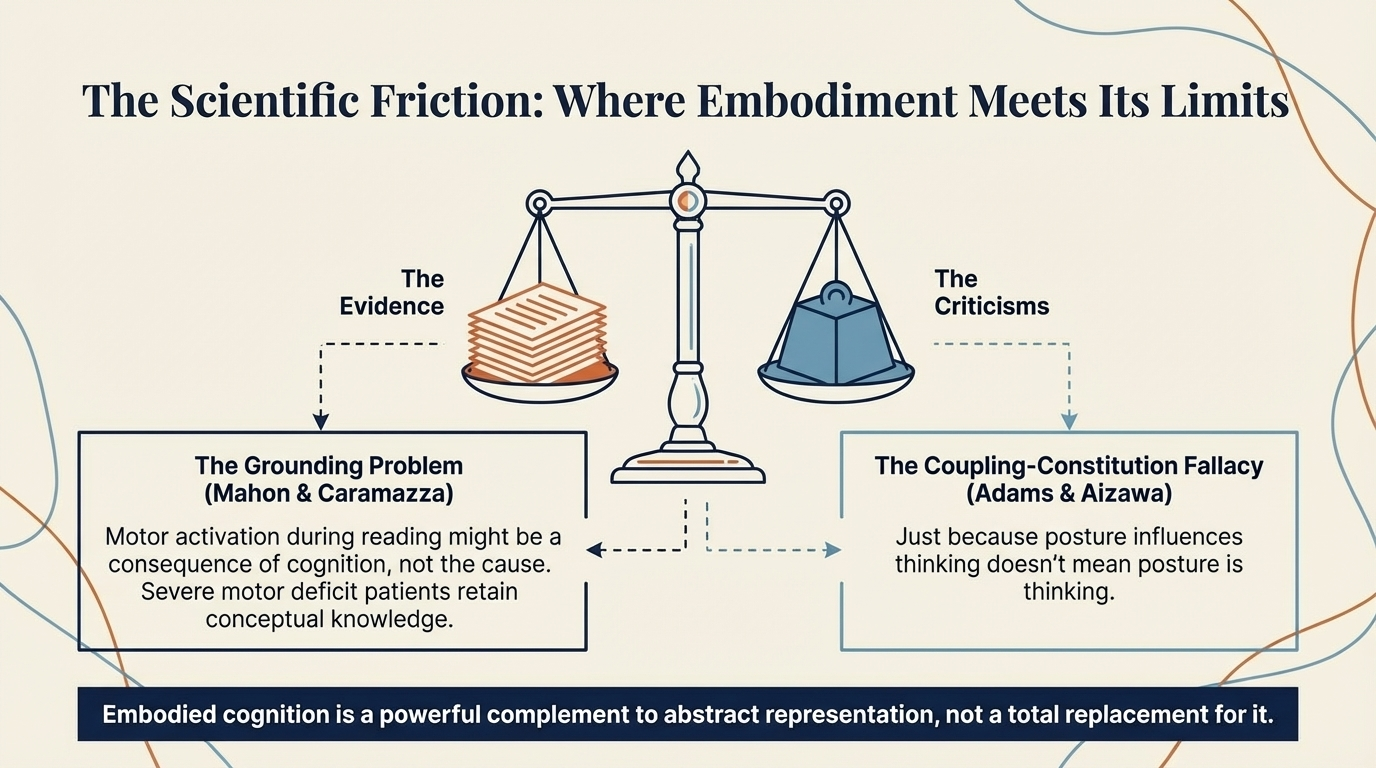 The Scientific Friction: Where Embodiment Meets Its Limits
The
Evidence
The
Criticisms
The Grounding Problem
(Mahon & Caramazza)
Motor activation during reading might be a
consequence of cognition, not the cause.
Severe motor deficit patients retain
conceptual knowledge.
The Coupling-Constitution Fallacy
(Adams & Aizawa)
Just because posture influences
thinking doesn’t mean posture is
thinking.
Embodied cognition is a powerful complement to abstract representation, not a total replacement for it.